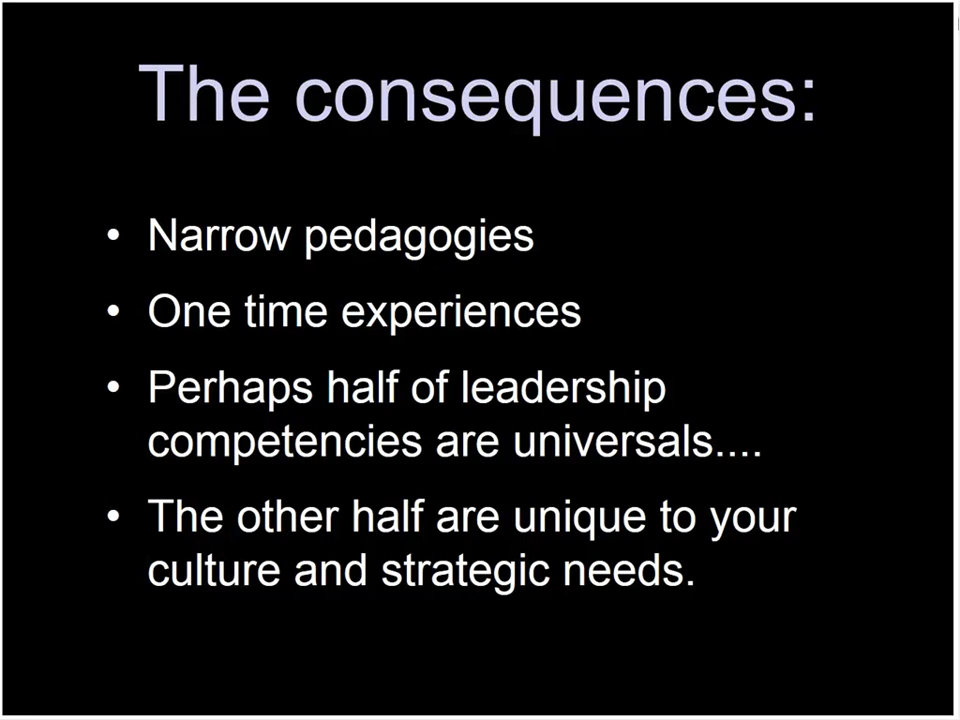 The consequences:
• Narrow pedagogies
• One time experiences
• Perhaps half of leadership
competencies are universals....
• The other half are unique to your
culture and strategic needs.